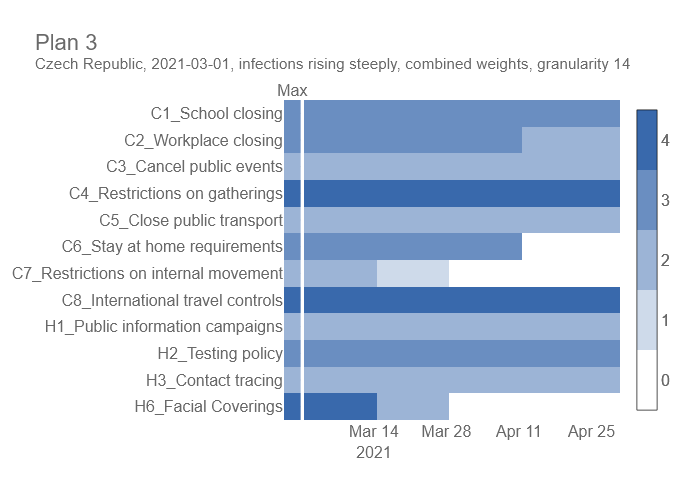 Plan 3
Czech Republic, 2021-03-01, infections rising steeply, combined weights, granularity 14
Max
C1_School closing
C2_Workplace closing
C3_Cancel public events
C4_Restrictions on gatherings
C5_Close public transport
C6_Stay at home requirements
C7_Restrictions on internal movement
C8_International travel controls
H1_Public information campaigns
H2_Testing policy
H3_Contact tracing
H6_Facial Coverings
4
3
2
1
0
Mar 14 Mar 28 Apr 11 Apr 25
2021